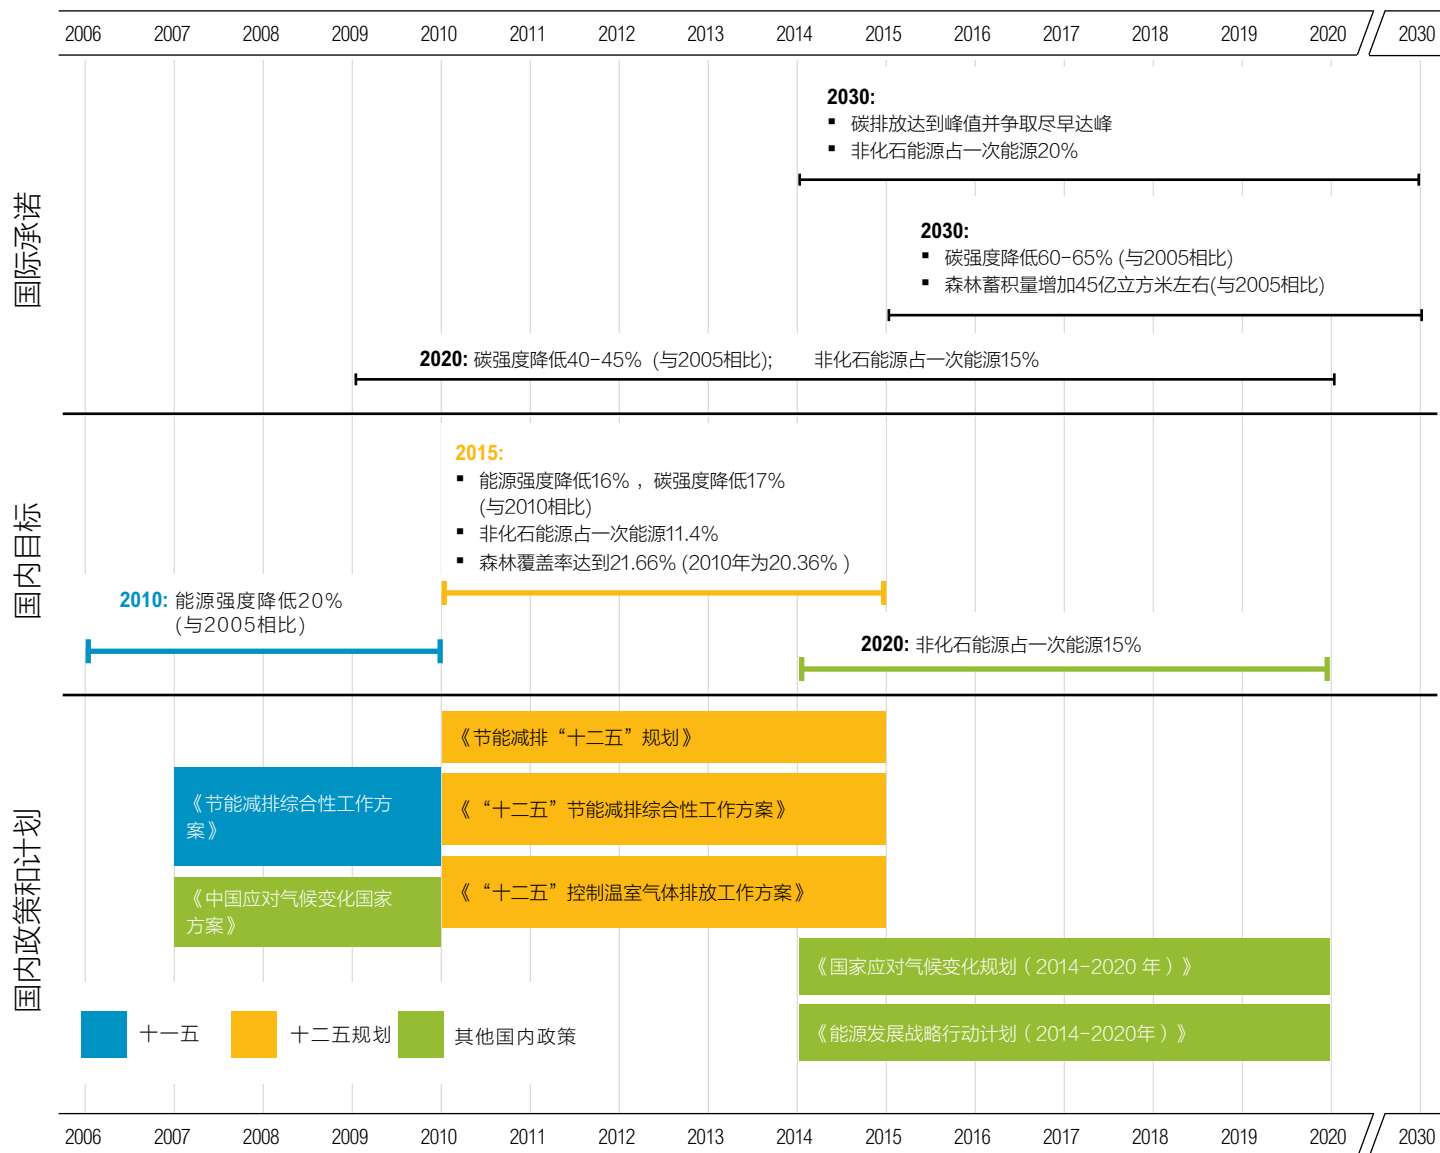 2006 2007 2008 2009 2010 2011 2012 2013 2014 2015 2016 2017 2018 2019 2020 2030
国际承诺
2030:
▪ 碳排放达到峰值并争取尽早达峰
▪ 非化石能源占一次能源20%
2030:
▪ 碳强度降低60-65% (与2005相比)
▪ 森林蓄积量增加45亿立方米左右(与2005相比)
2020: 碳强度降低40-45% (与2005相比); 非化石能源占一次能源15%
国内目标
2015:
▪ 能源强度降低16% ，碳强度降低17%
(与2010相比)
▪ 非化石能源占一次能源11.4%
▪ 森林覆盖率达到21.66% (2010年为20.36% )
2010: 能源强度降低20%
(与2005相比)
2020: 非化石能源占一次能源15%
国内政策和计划
《节能减排“十二五”规划》
《节能减排综合性工作方
案》
《 “十二五”节能减排综合性工作方案》
《 “十二五”控制温室气体排放工作方案》
《中国应对气候变化国家
方案》
《国家应对气候变化规划（2014-2020 年）》
《能源发展战略行动计划（2014-2020年）》
十一五 十二五规划 其他国内政策
2006 2007 2008 2009 2010 2011 2012 2013 2014 2015 2016 2017 2018 2019 2020 2030